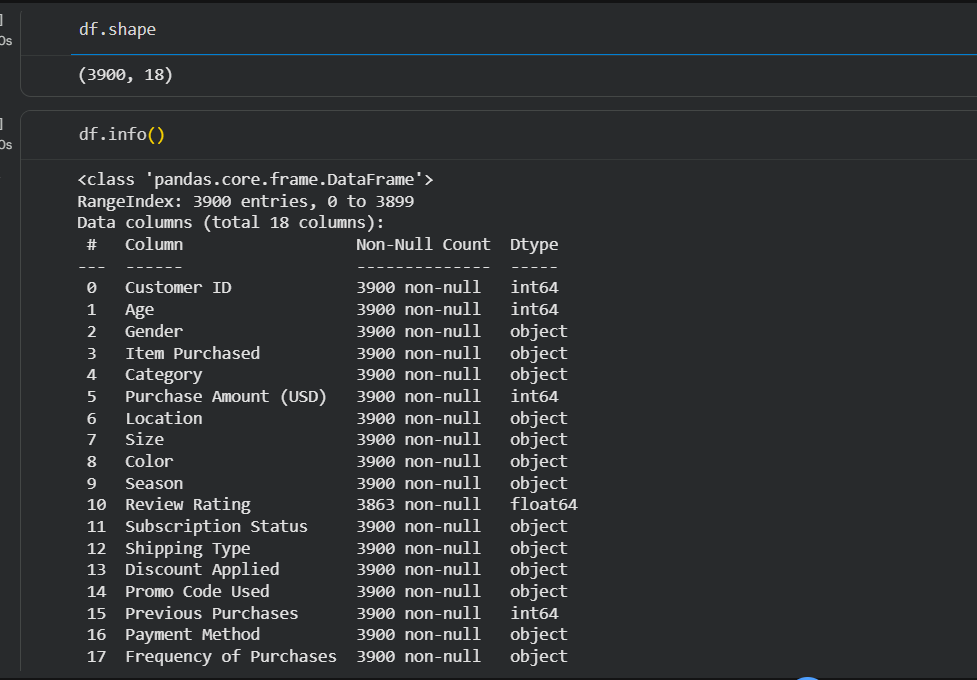 ]
df.shape
0s
(3900, 18)
]
df.info()
0s
<class 'pandas.core.frame.DataFrame'>
RangeIndex: 3900 entries, 0 to 3899
Data columns (total 18 columns):
 #   Column                  Non-Null Count  Dtype
---  ------                  --------------  -----
 0   Customer ID             3900 non-null   int64
 1   Age                     3900 non-null   int64
 2   Gender                  3900 non-null   object
 3   Item Purchased          3900 non-null   object
 4   Category                3900 non-null   object
 5   Purchase Amount (USD)   3900 non-null   int64
 6   Location                3900 non-null   object
 7   Size                    3900 non-null   object
 8   Color                   3900 non-null   object
 9   Season                  3900 non-null   object
 10  Review Rating           3863 non-null   float64
 11  Subscription Status     3900 non-null   object
 12  Shipping Type           3900 non-null   object
 13  Discount Applied        3900 non-null   object
 14  Promo Code Used         3900 non-null   object
 15  Previous Purchases      3900 non-null   int64
 16  Payment Method          3900 non-null   object
 17  Frequency of Purchases  3900 non-null   object